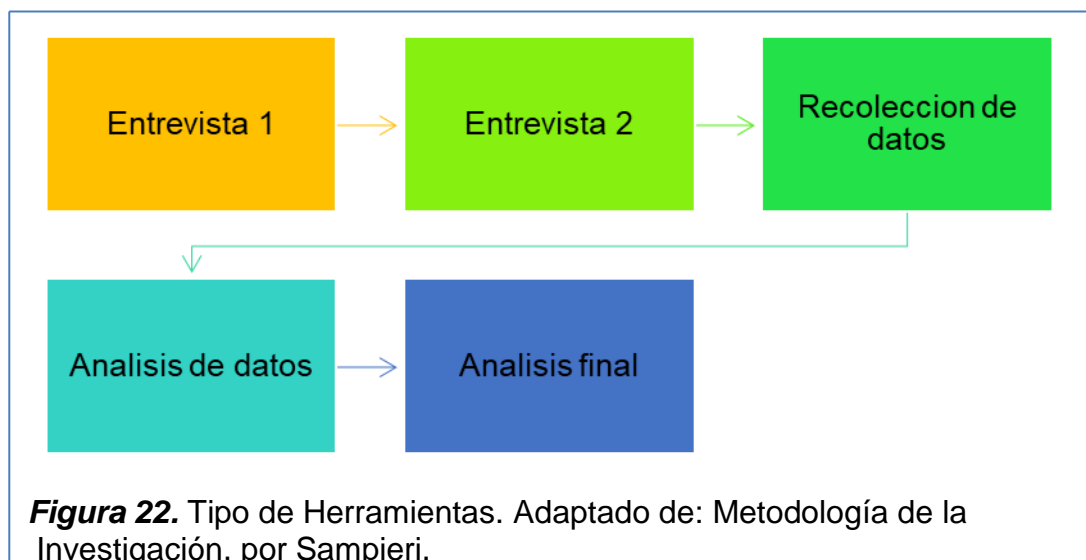 Entrevista 1
Entrevista 2
Recoleccion de
datos
Analisis de datos
Analisis final
Figura 22. Tipo de Herramientas. Adaptado de: Metodología de la
Investigación, por Sampieri.